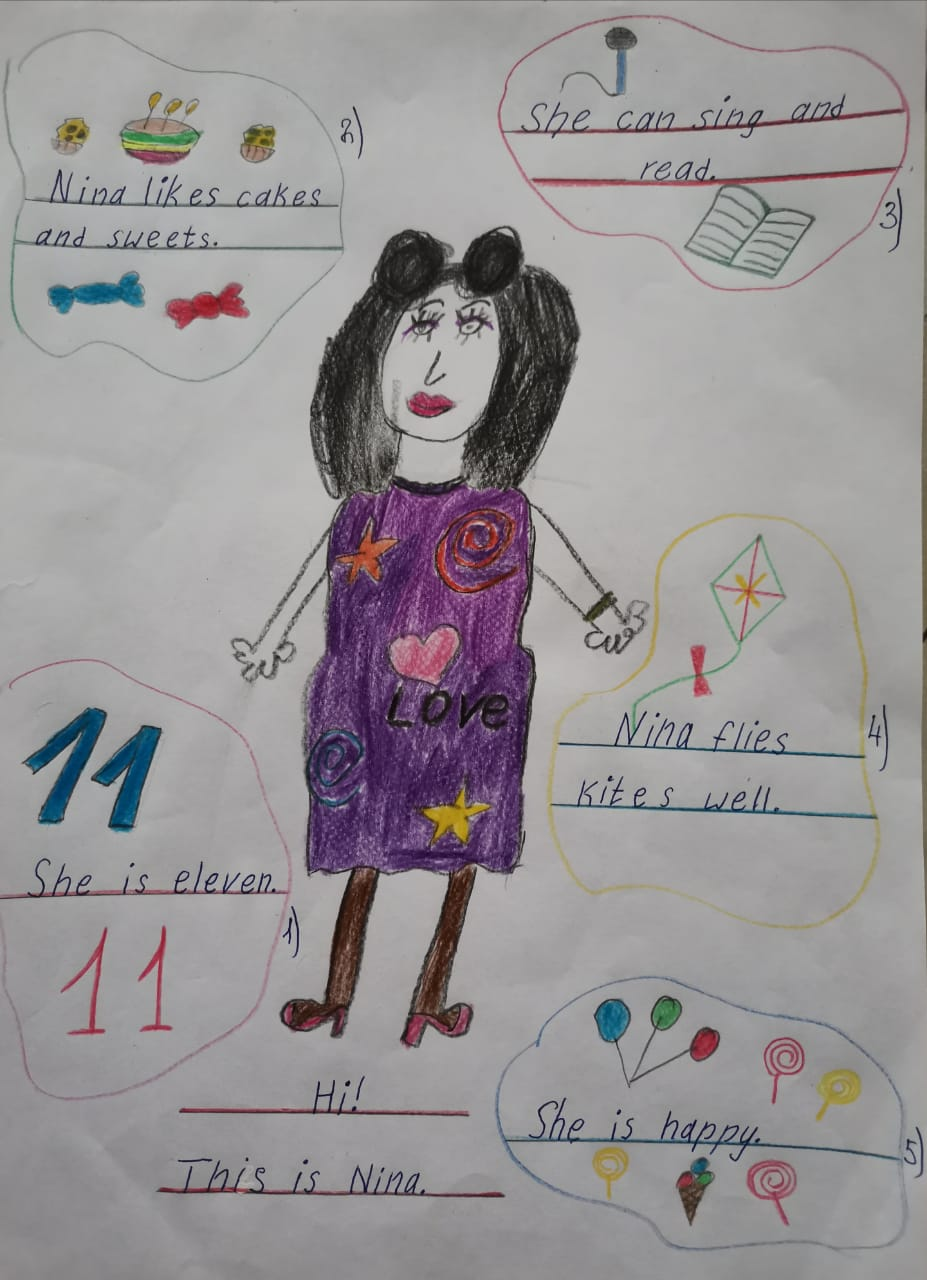 Hi!
This is Nina.
1)
11
She is eleven.
11
2)
Nina likes cakes
and sweets.
3)
She can sing and
read.
4)
Nina flies
kites well.
5)
She is happy.
LOVe